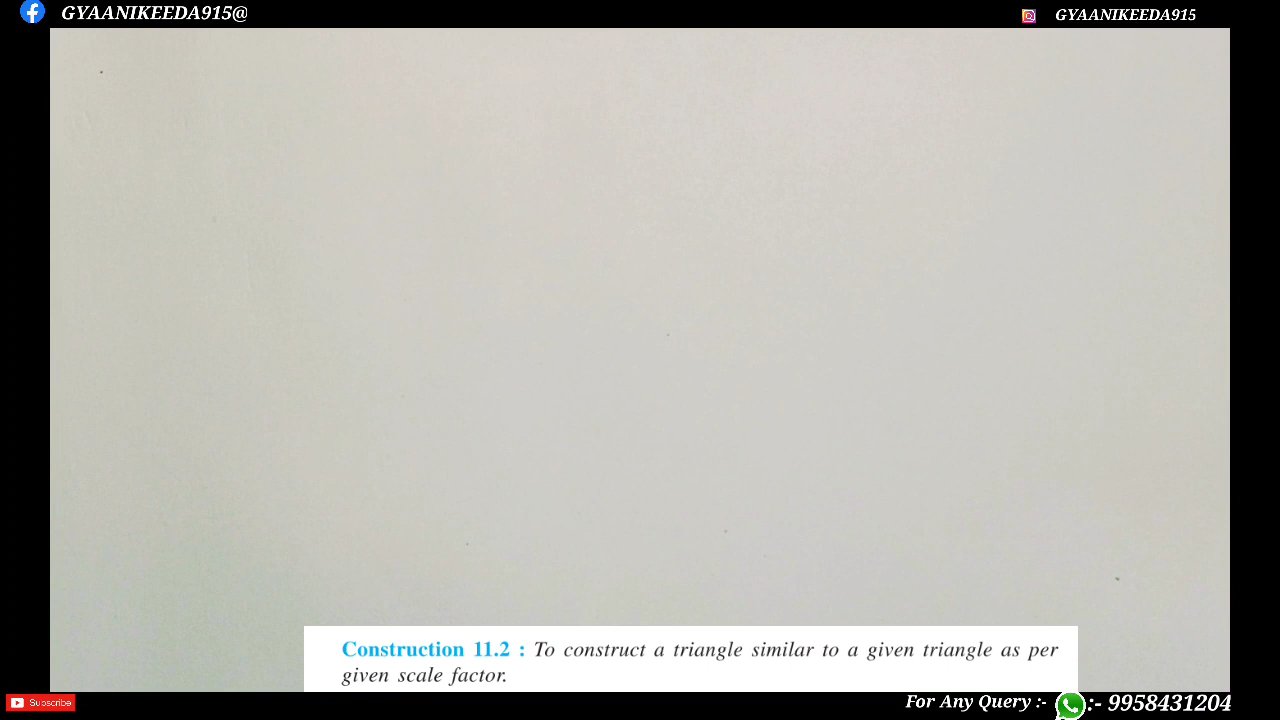 GYAANIKEEDA915@
GYAANIKEEDA915
Construction 11.2 : To construct a triangle similar to a given triangle as per
given scale factor.
Subscribe
For Any Query :- :- 9958431204